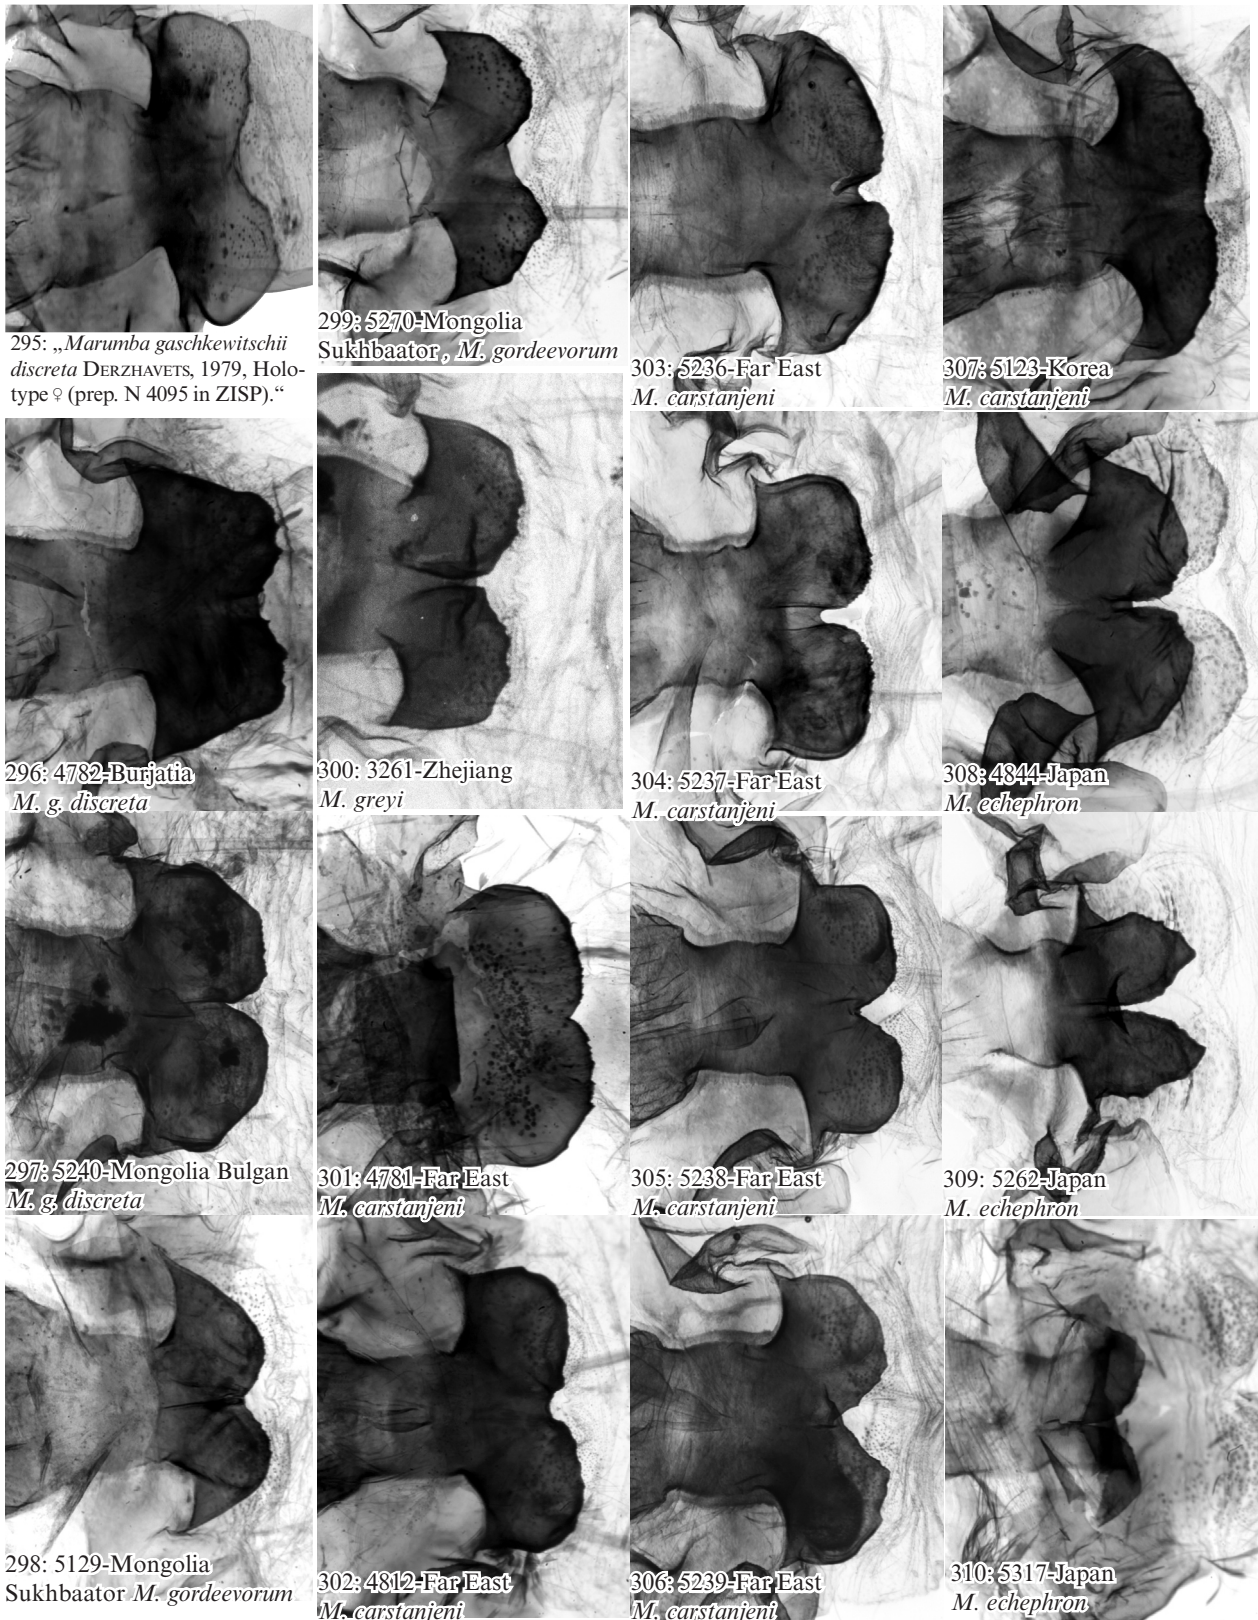 295: „Marumba gaschkewitschii
discreta DERZHAVETS, 1979, Holo-
type ♀ (prep. N 4095 in ZISP).“
296: 4782-Burjatia
M. g. discreta
297: 5240-Mongolia Bulgan
M. g. discreta
298: 5129-Mongolia
Sukhbaator M. gordeevorum
299: 5270-Mongolia
Sukhbaator , M. gordeevorum
300: 3261-Zhejiang
M. greyi
301: 4781-Far East
M. carstanjeni
302: 4812-Far East
M. carstanjeni
303: 5236-Far East
M. carstanjeni
304: 5237-Far East
M. carstanjeni
305: 5238-Far East
M. carstanjeni
306: 5239-Far East
M. carstanjeni
307: 5123-Korea
M. carstanjeni
308: 4844-Japan
M. echephron
309: 5262-Japan
M. echephron
310: 5317-Japan
M. echephron